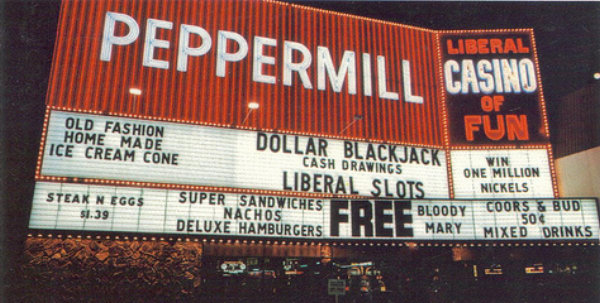 PEPPERMILL
LIBERAL
CASINO
OF
FUN
OLD FASHION
HOME MADE
ICE CREAM CONE
DOLLAR BLACKJACK
CASH DRAWINGS
LIBERAL SLOTS
WIN
ONE MILLION
NICKELS
STEAK N EGGS
$1.39
SUPER SANDWICHES
NACHOS
DELUXE HAMBURGERS
FREE
BLOODY
MARY
COORS & BUD
50¢
MIXED DRINKS